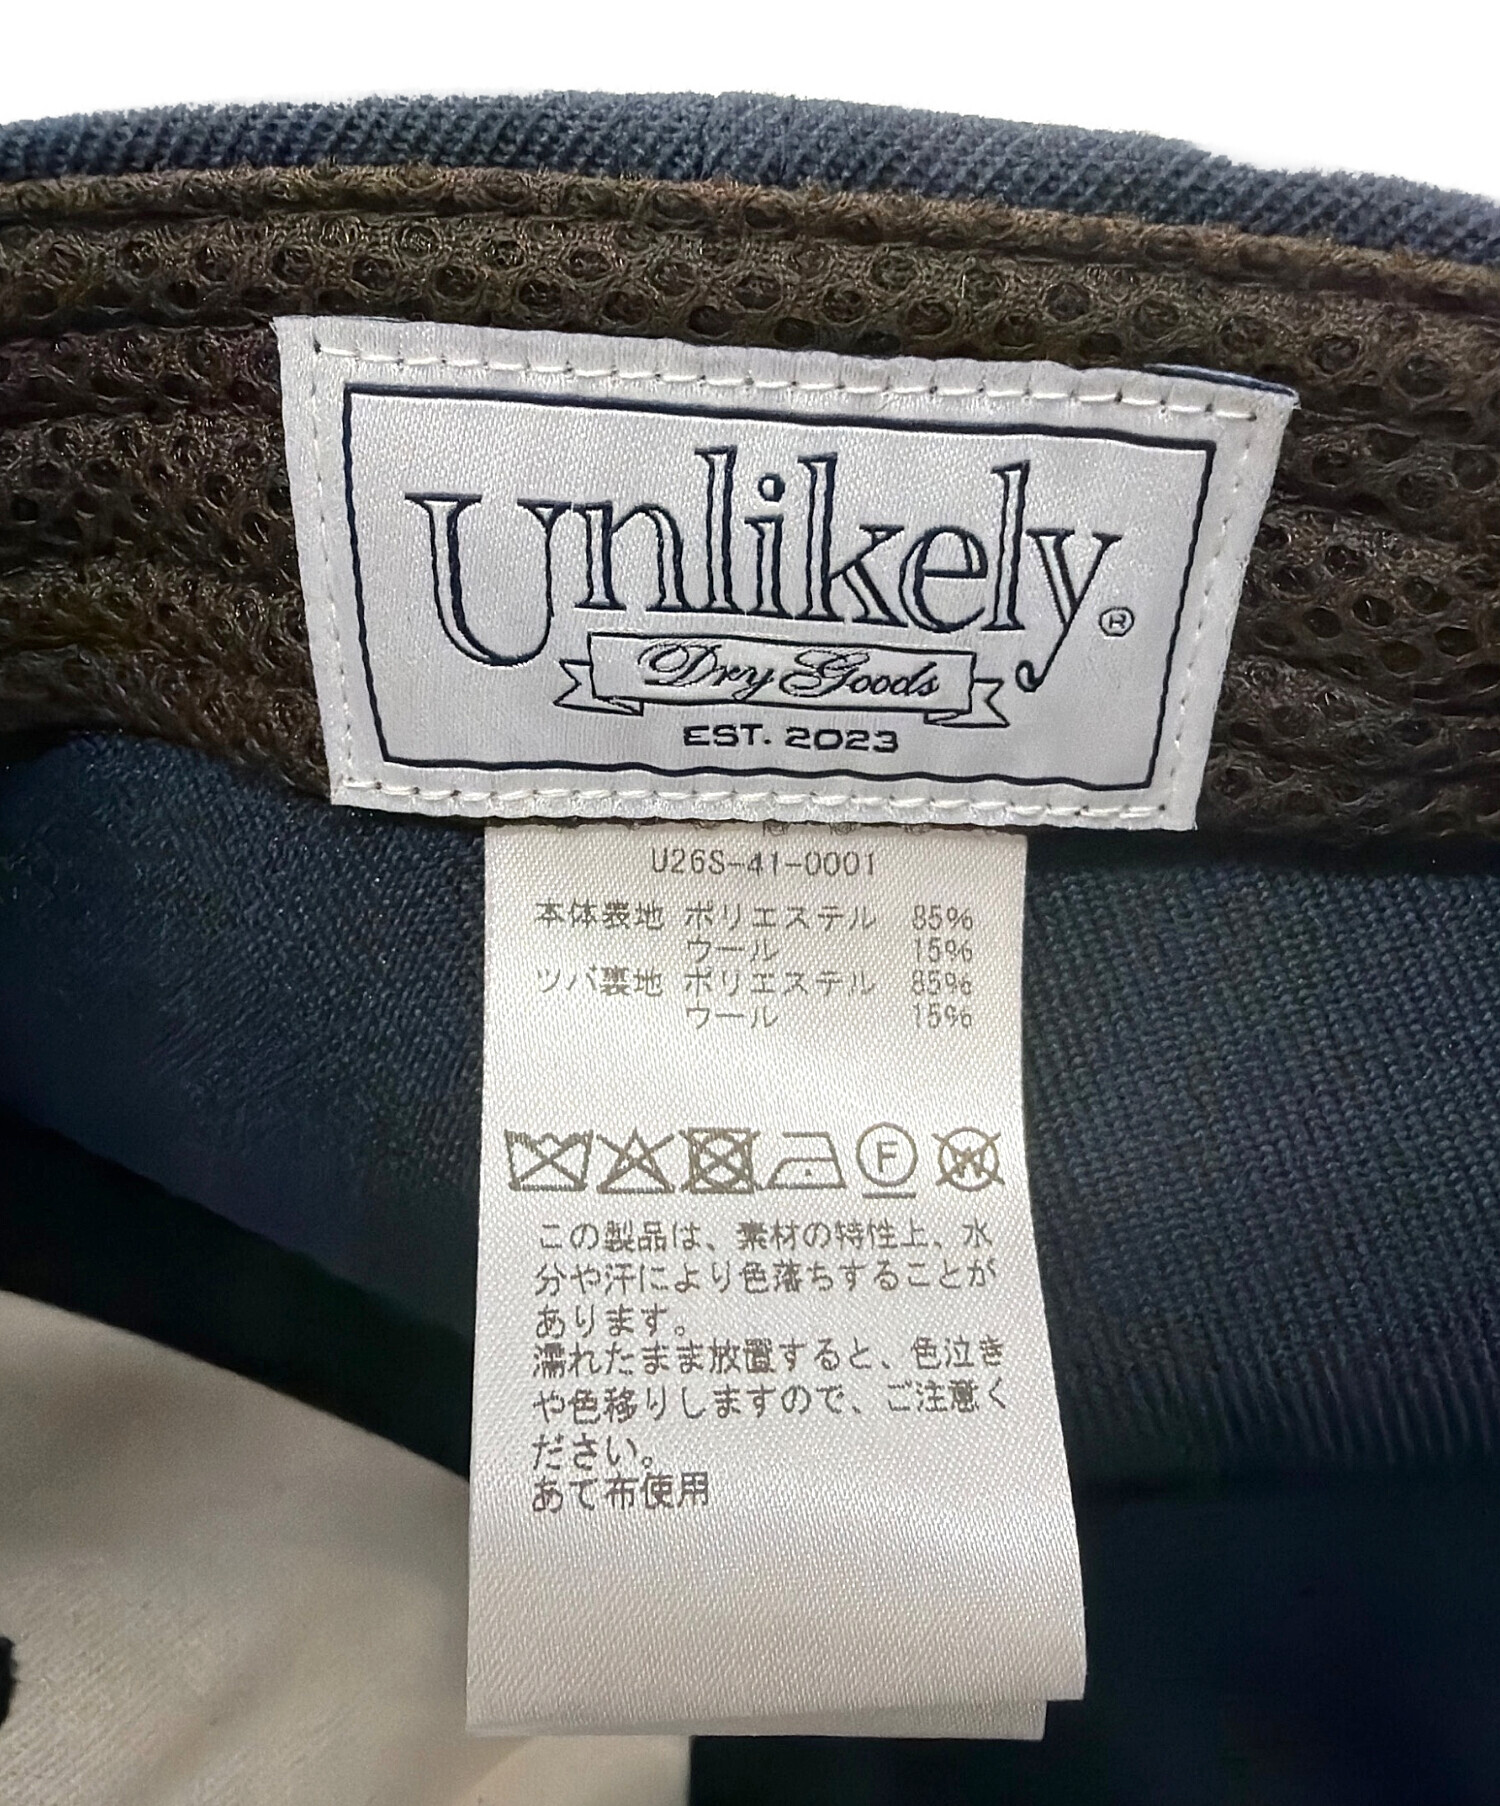 Unlikely®
Dry Goods
EST. 2023
U26S-41-0001
本体表地 ポリエステル 85%
ウール 15%
ツバ裏地 ポリエステル 85%
ウール 15%
F W
この製品は、素材の特性上、水
分や汗により色落ちすることが
あります。
濡れたまま放置すると、色泣き
や色移りしますので、ご注意く
ださい。
あて布使用